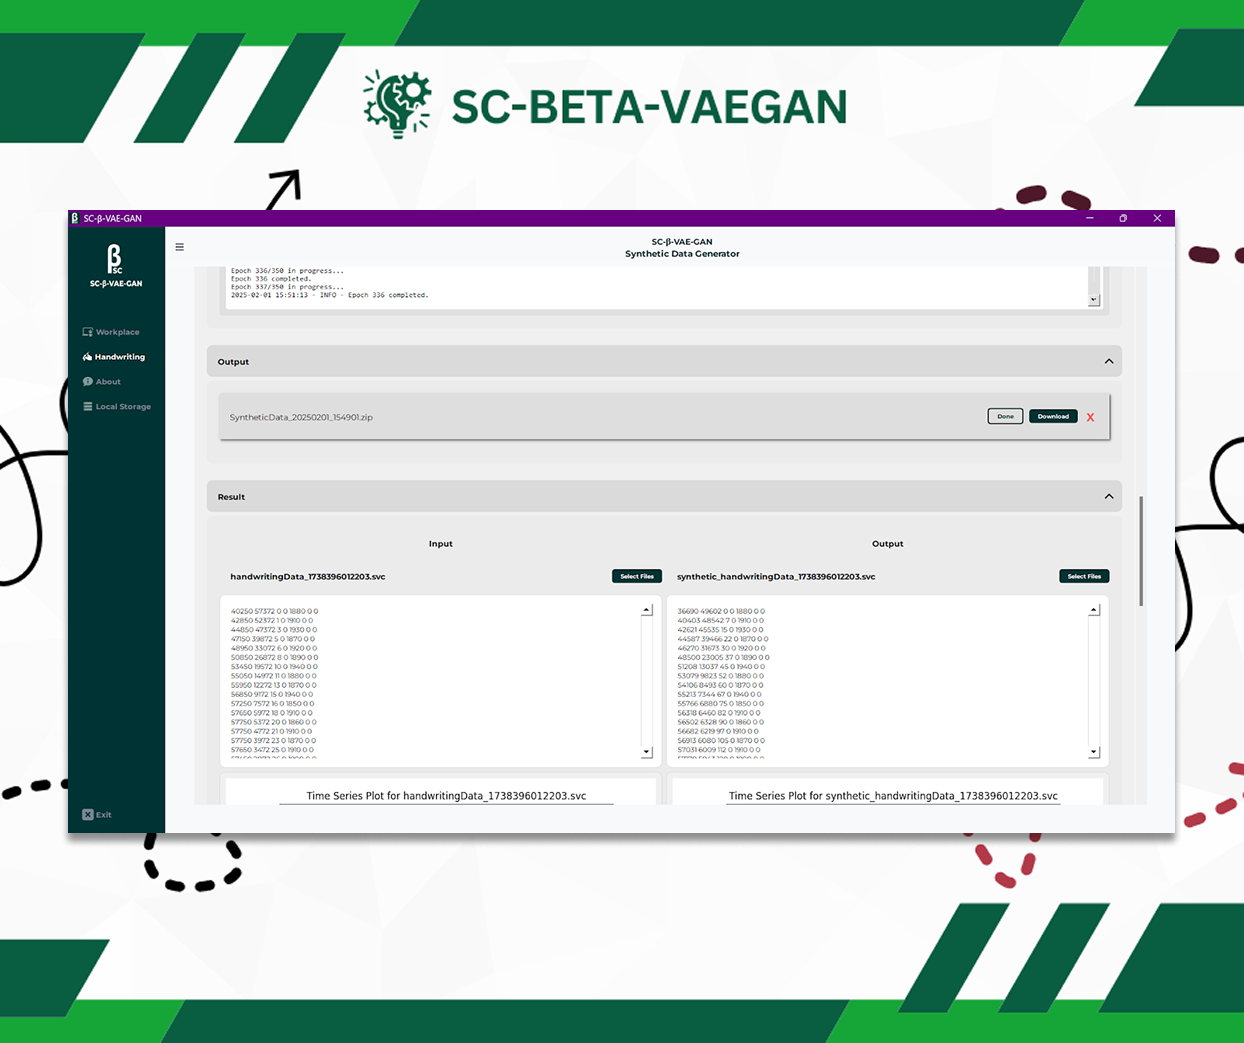 SC-BETA-VAEGAN
β SC-β-VAE-GAN
β
SC
SC-β-VAE-GAN
Workplace
Handwriting
About
Local Storage
Exit
SC-β-VAE-GAN
Synthetic Data Generator
Epoch 336/350 in progress...
Epoch 336 completed.
Epoch 337/350 in progress...
2025-02-01 15:51:13 - INFO - Epoch 336 completed.
Output
SyntheticData_20250201_154901.zip
Done
Download
X
Result
Input
handwritingData_1738396012203.svc
Select Files
40250 57372 0 0 1880 0 0
42850 52372 1 0 1910 0 0
44850 47372 3 0 1930 0 0
47150 39872 5 0 1870 0 0
48950 33072 6 0 1920 0 0
50850 26872 8 0 1890 0 0
53450 19572 10 0 1940 0 0
55050 14972 11 0 1880 0 0
55950 12272 13 0 1870 0 0
56850 9172 15 0 1940 0 0
57250 7572 16 0 1850 0 0
57650 5972 18 0 1910 0 0
57750 5372 20 0 1860 0 0
57750 4772 21 0 1910 0 0
57750 3972 23 0 1870 0 0
57650 3472 25 0 1910 0 0
Time Series Plot for handwritingData_1738396012203.svc
Output
synthetic_handwritingData_1738396012203.svc
Select Files
36690 49602 0 0 1880 0 0
40403 48542 7 0 1910 0 0
42621 45535 15 0 1930 0 0
44587 39466 22 0 1870 0 0
46270 31673 30 0 1920 0 0
48500 23005 37 0 1890 0 0
51208 13037 45 0 1940 0 0
53079 9823 52 0 1880 0 0
54106 8493 60 0 1870 0 0
55213 7344 67 0 1940 0 0
55766 6880 75 0 1850 0 0
56318 6460 82 0 1910 0 0
56502 6328 90 0 1860 0 0
56682 6219 97 0 1910 0 0
56913 6080 105 0 1870 0 0
57031 6009 112 0 1910 0 0
Time Series Plot for synthetic_handwritingData_1738396012203.svc